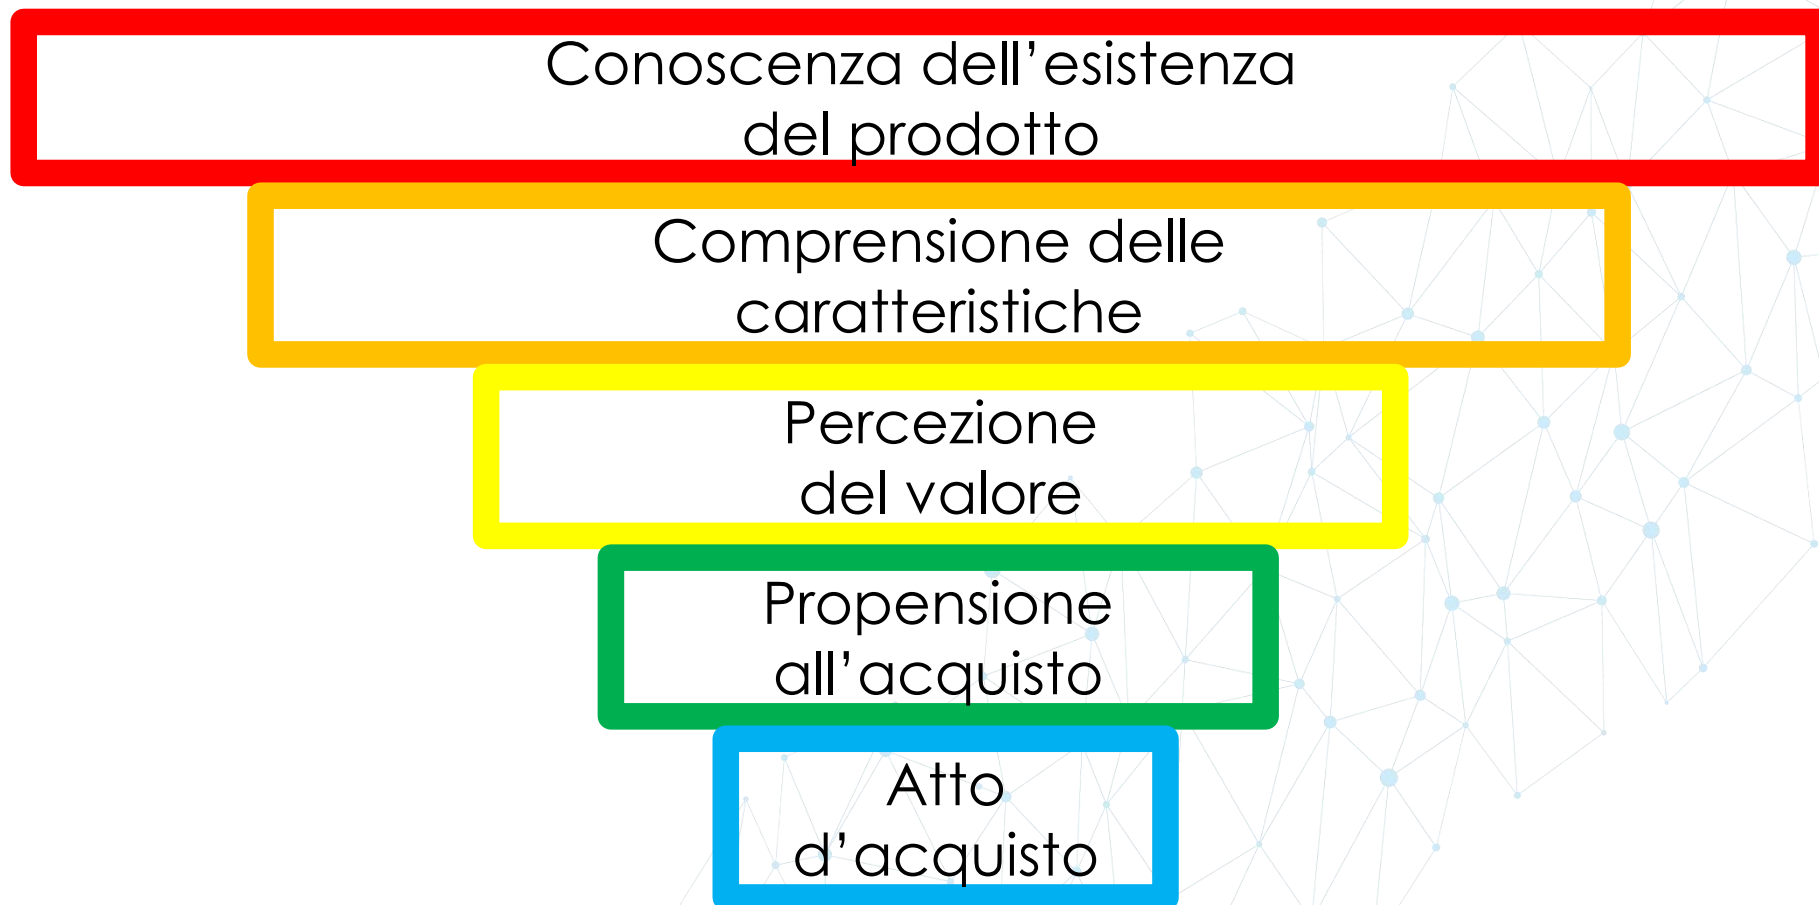 Conoscenza dell’esistenza
del prodotto
Comprensione delle
caratteristiche
Percezione
del valore
Propensione
all’acquisto
Atto
d’acquisto